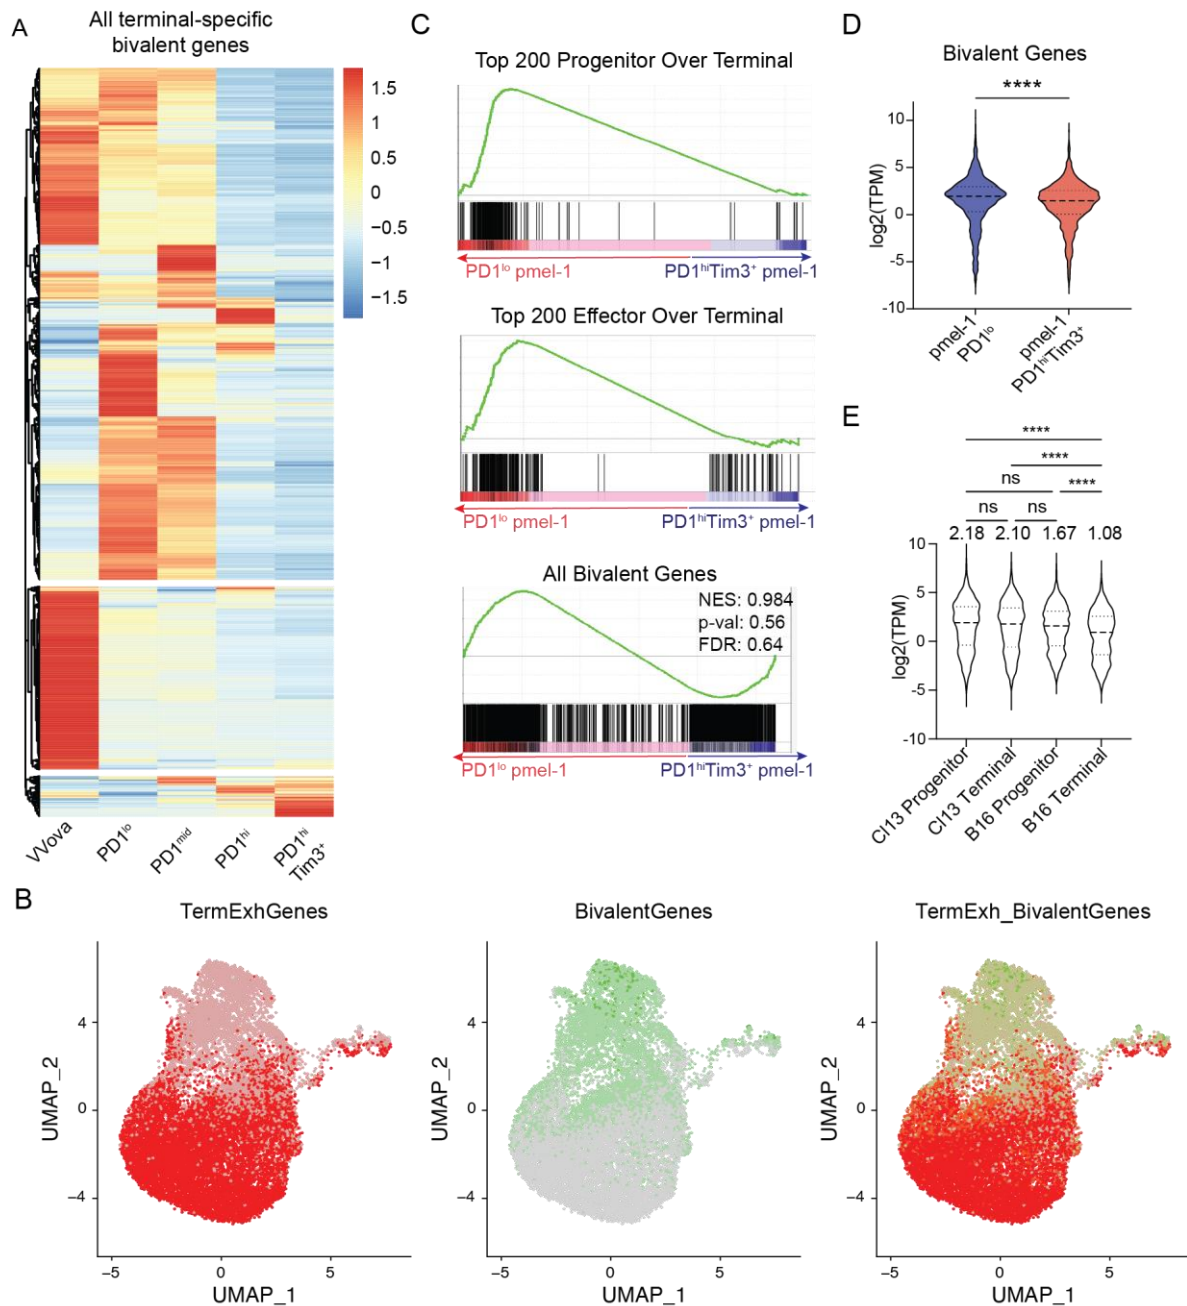 A
All terminal-specific
bivalent genes
1.5
1
0.5
0
−0.5
−1
−1.5
VVova
PD1lo
PD1mid
PD1hi
PD1hi
Tim3+
C
Top 200 Progenitor Over Terminal
PD1lo pmel-1
PD1hiTim3+ pmel-1
Top 200 Effector Over Terminal
PD1lo pmel-1
PD1hiTim3+ pmel-1
All Bivalent Genes
NES: 0.984
p-val: 0.56
FDR: 0.64
PD1lo pmel-1
PD1hiTim3+ pmel-1
D
Bivalent Genes
****
log2(TPM)
10
5
0
-5
-10
pmel-1
PD1lo
pmel-1
PD1hiTim3+
E
****
****
ns
****
ns
ns
2.18
2.10
1.67
1.08
log2(TPM)
10
5
0
-5
-10
Cl13 Progenitor
Cl13 Terminal
B16 Progenitor
B16 Terminal
B
TermExhGenes
UMAP_2
4
0
−4
−5
0
5
UMAP_1
BivalentGenes
UMAP_2
4
0
−4
−5
0
5
UMAP_1
TermExh_BivalentGenes
UMAP_2
4
0
−4
−5
0
5
UMAP_1